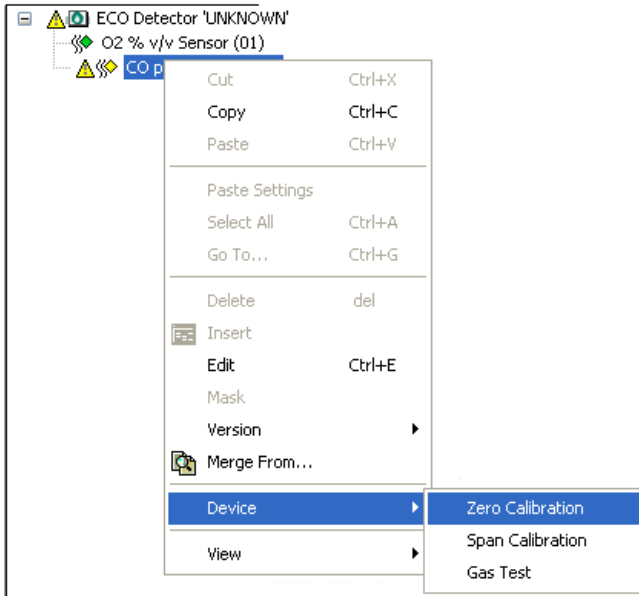 ECO Detector 'UNKNOWN'
O2 % v/v Sensor (01)
CO p
Cut Ctrl+X
Copy Ctrl+C
Paste Ctrl+V
Paste Settings
Select All Ctrl+A
Go To... Ctrl+G
Delete del
Insert
Edit Ctrl+E
Mask
Version
Merge From...
Device
Zero Calibration
Span Calibration
View
Gas Test